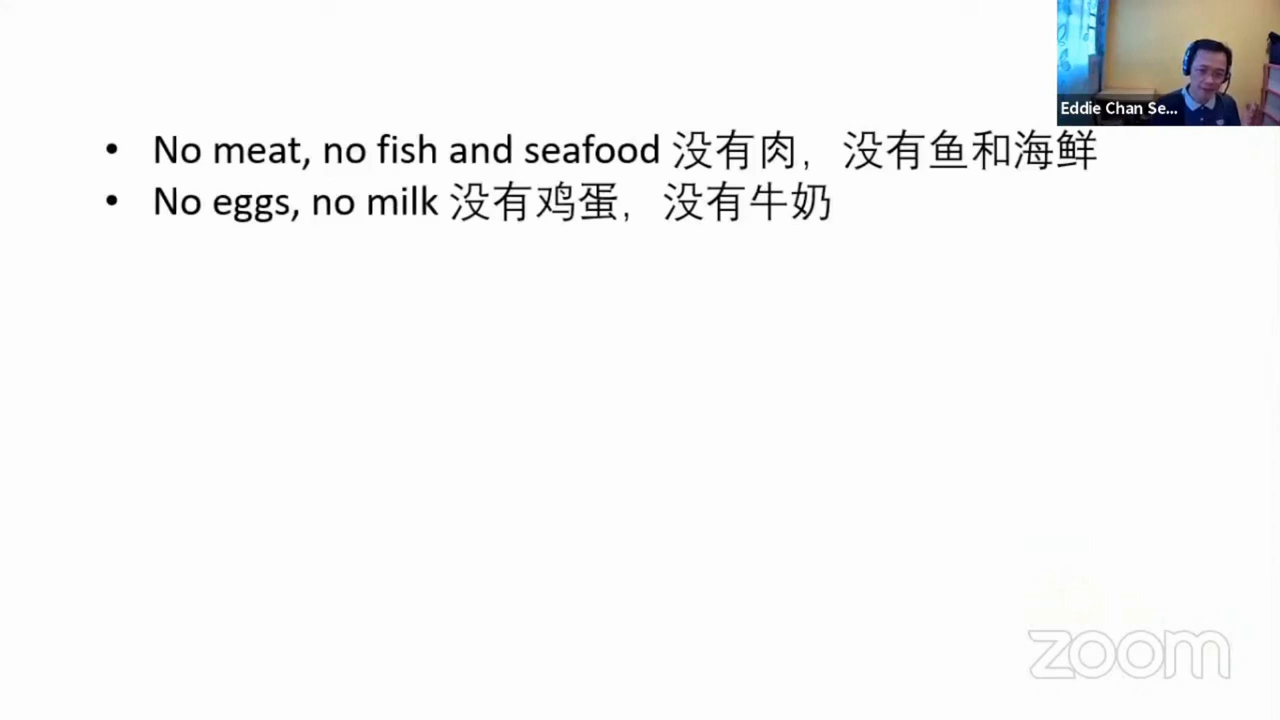 Eddie Chan Se...
• No meat, no fish and seafood 没有肉，没有鱼和海鲜
• No eggs, no milk 没有鸡蛋，没有牛奶
zoom